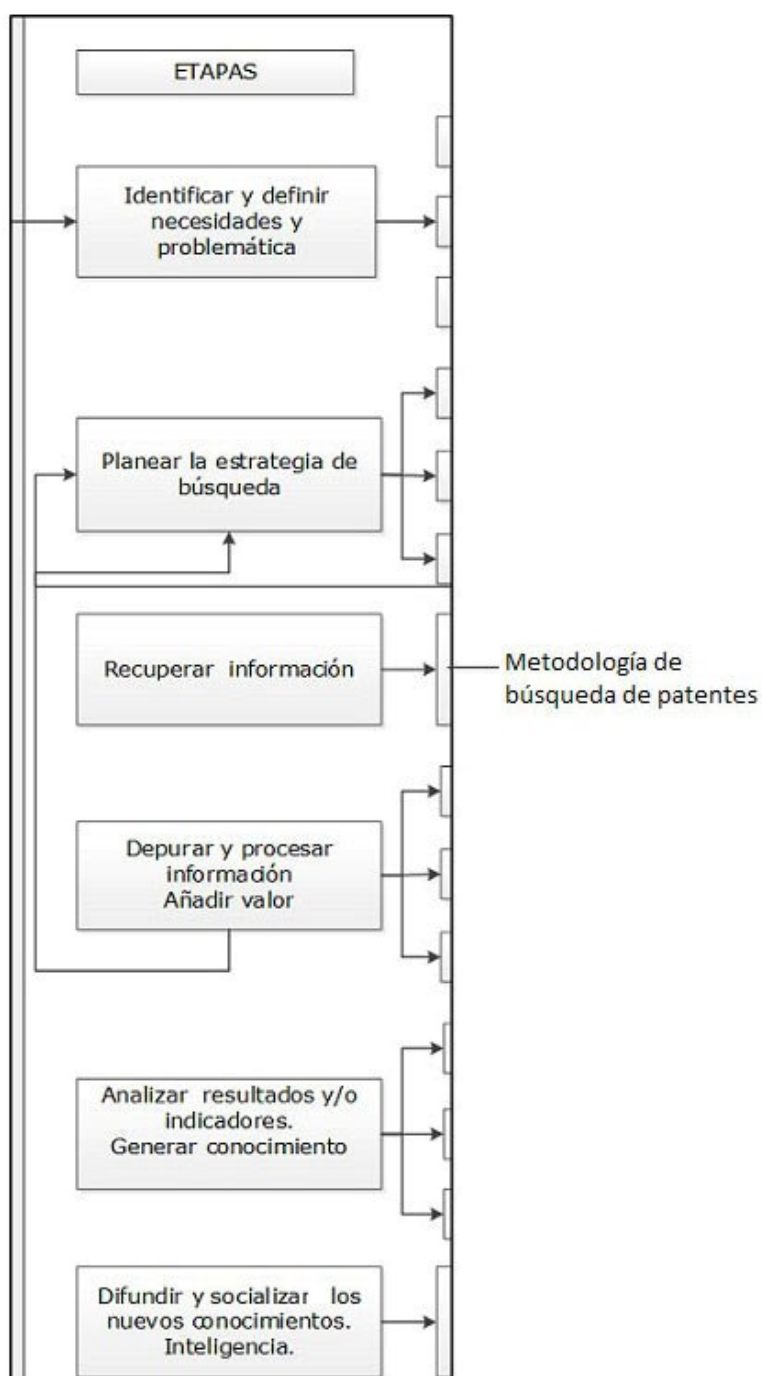 ETAPAS
Identificar y definir
necesidades y
problemática
Planear la estrategia de
búsqueda
Recuperar información
Metodología de
búsqueda de patentes
Depurar y procesar
información
Añadir valor
Analizar resultados y/o
indicadores.
Generar conocimiento
Difundir y socializar los
nuevos conocimientos.
Inteligencia.